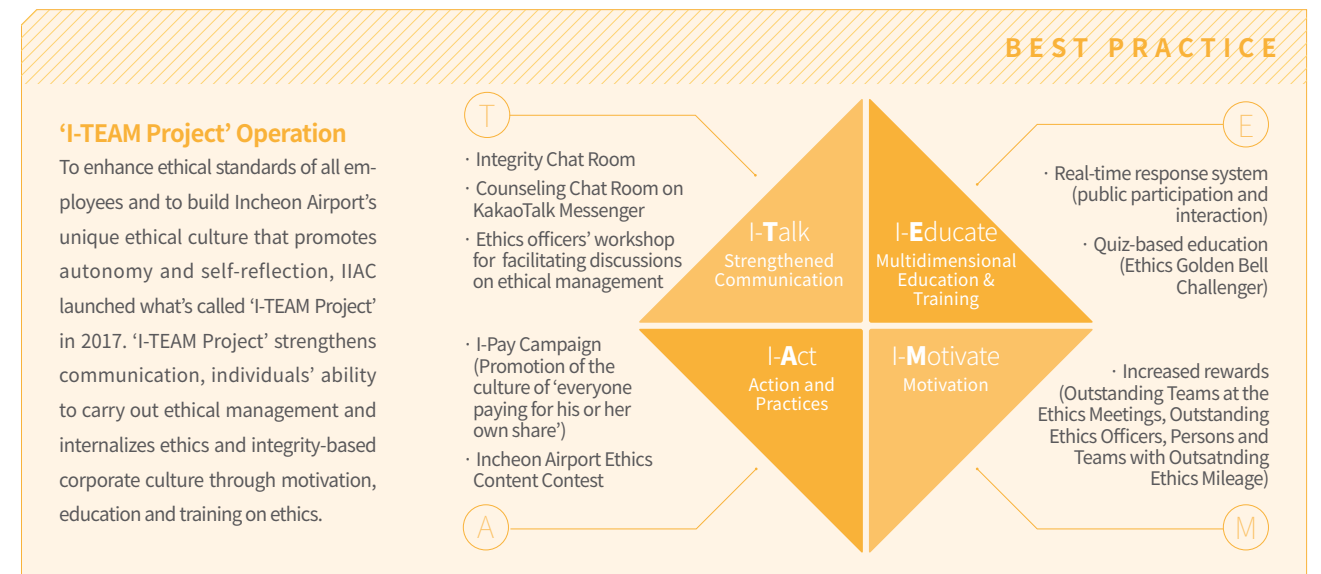 BEST PRACTICE
‘I-TEAM Project’ Operation
To enhance ethical standards of all em-
ployees and to build Incheon Airport’s
unique ethical culture that promotes
autonomy and self-reflection, IIAC
launched what’s called ‘I-TEAM Project’
in 2017. ‘I-TEAM Project’ strengthens
communication, individuals’ ability
to carry out ethical management and
internalizes ethics and integrity-based
corporate culture through motivation,
education and training on ethics.
T
· Integrity Chat Room
· Counseling Chat Room on
KakaoTalk Messenger
· Ethics officers’ workshop
for facilitating discussions
on ethical management
I-Talk
Strengthened
Communication
E
· Real-time response system
(public participation and
interaction)
· Quiz-based education
(Ethics Golden Bell
Challenger)
I-Educate
Multidimensional
Education &
Training
· I-Pay Campaign
(Promotion of the
culture of ‘everyone
paying for his or her
own share’)
· Incheon Airport Ethics
Content Contest
A
I-Act
Action and
Practices
I-Motivate
Motivation
· Increased rewards
(Outstanding Teams at the
Ethics Meetings, Outstanding
Ethics Officers, Persons and
Teams with Outsatnding
Ethics Mileage)
M